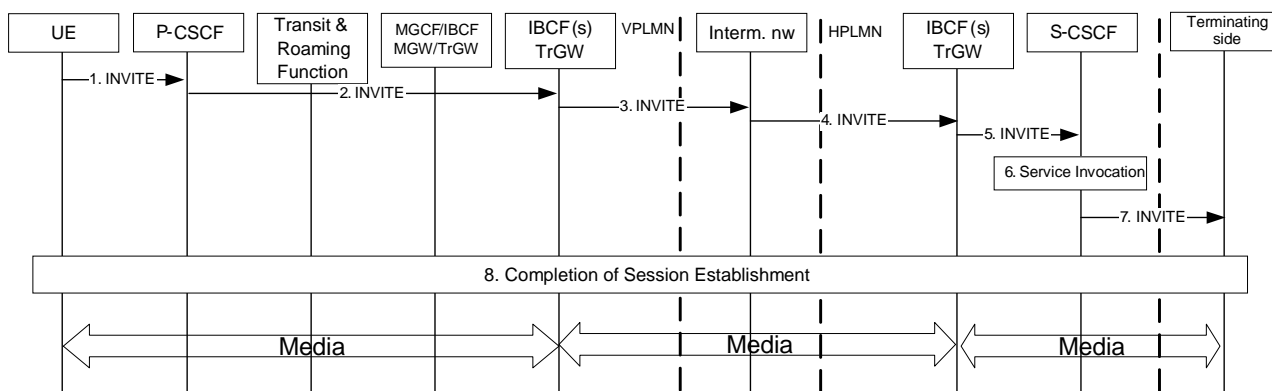 UE
P-CSCF
Transit &
Roaming
Function
MGCF/IBCF
MGW/TrGW
IBCF(s)
TrGW
VPLMN
Interm. nw
HPLMN
IBCF(s)
TrGW
S-CSCF
Terminating
side
1. INVITE
2. INVITE
3. INVITE
4. INVITE
5. INVITE
6. Service Invocation
7. INVITE
8. Completion of Session Establishment
Media
Media
Media